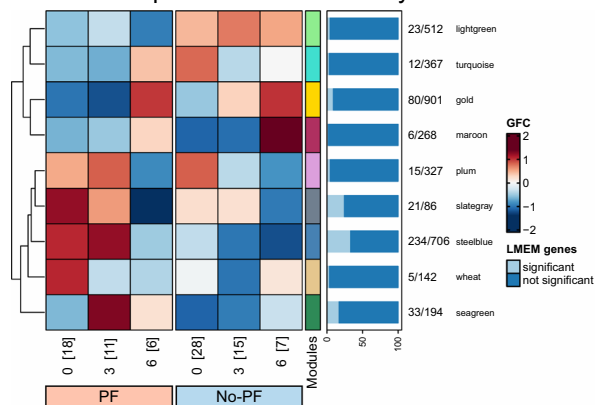 23/512 lightgreen
12/367 turquoise
80/901 gold
6/268 maroon
15/327 plum
21/86 slategray
234/706 steelblue
5/142 wheat
33/194 seagreen
GFC
2
1
0
−1
−2
LMEM genes
significant
not significant
0 [18]
3 [11]
6 [6]
0 [28]
3 [15]
6 [7]
Modules
0
50
100
PF
No-PF